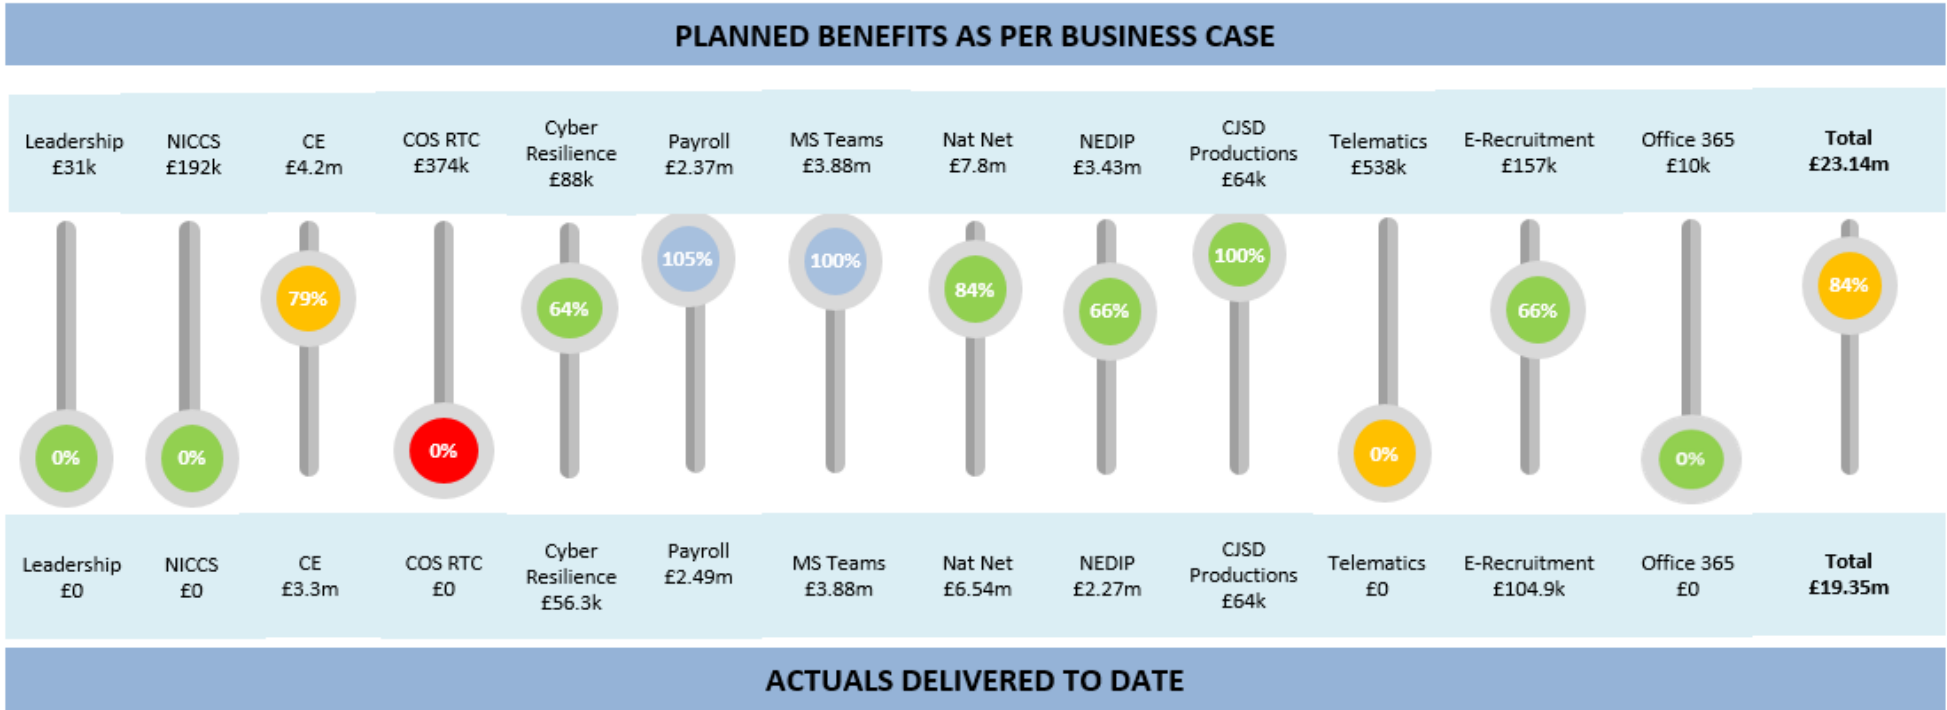 PLANNED BENEFITS AS PER BUSINESS CASE
Leadership
£31k
NICCS
£192k
CE
£4.2m
COS RTC
£374k
Cyber
Resilience
£88k
Payroll
£2.37m
MS Teams
£3.88m
Nat Net
£7.8m
NEDIP
£3.43m
CJSD
Productions
£64k
Telematics
£538k
E-Recruitment
£157k
Office 365
£10k
Total
£23.14m
0%
0%
79%
0%
64%
105%
100%
84%
66%
100%
0%
66%
0%
84%
Leadership
£0
NICCS
£0
CE
£3.3m
COS RTC
£0
Cyber
Resilience
£56.3k
Payroll
£2.49m
MS Teams
£3.88m
Nat Net
£6.54m
NEDIP
£2.27m
CJSD
Productions
£64k
Telematics
£0
E-Recruitment
£104.9k
Office 365
£0
Total
£19.35m
ACTUALS DELIVERED TO DATE